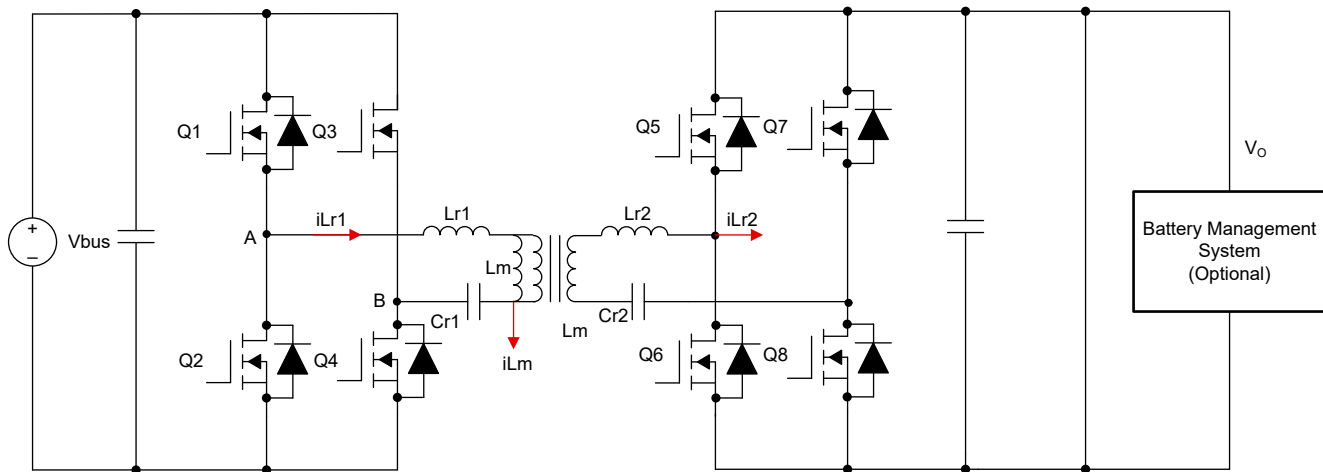 Q1
Q3
Q5
Q7
V_O
iLr1
Lr1
Lr2
iLr2
+
−
Vbus
A
Battery Management
System
(Optional)
Lm
B
Cr1
Cr2
Lm
Q2
Q4
iLm
Q6
Q8